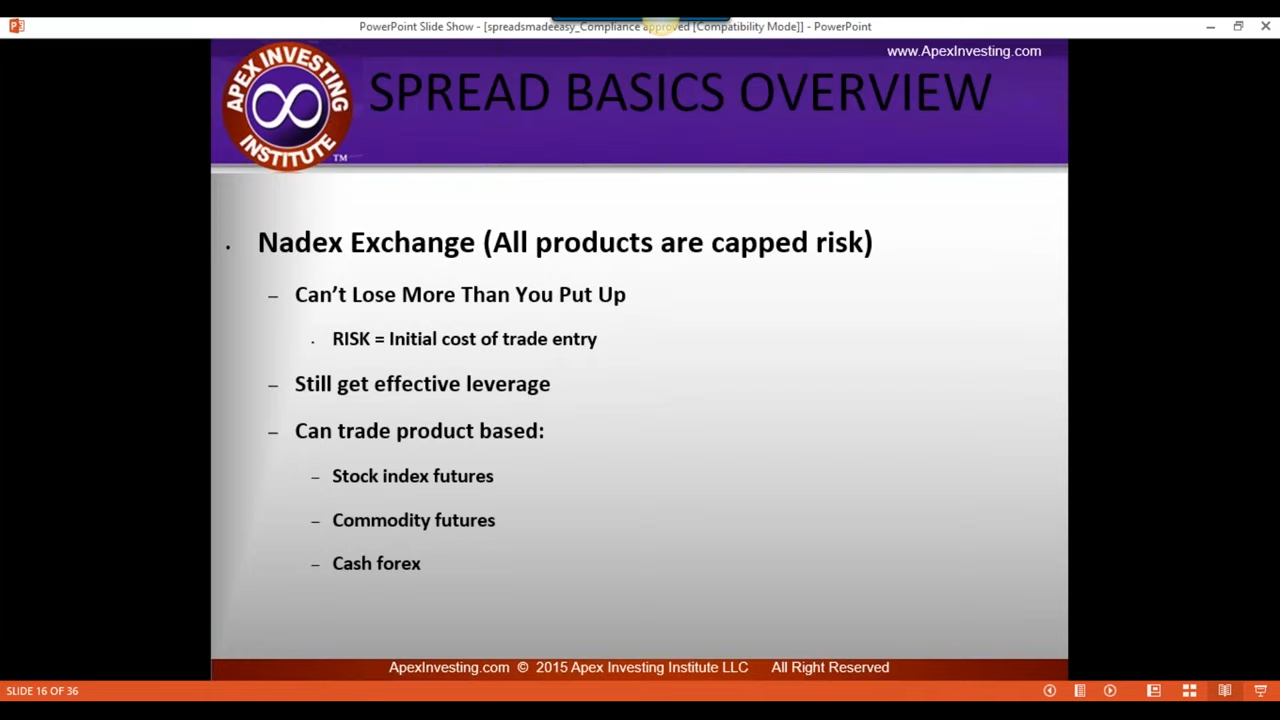 PowerPoint Slide Show - [spreadsmadeeasy_Compliance approved [Compatibility Mode]] - PowerPoint
www.ApexInvesting.com
APEX INVESTING
INSTITUTE
TM
SPREAD BASICS OVERVIEW
Nadex Exchange (All products are capped risk)
– Can’t Lose More Than You Put Up
RISK = Initial cost of trade entry
– Still get effective leverage
– Can trade product based:
– Stock index futures
– Commodity futures
– Cash forex
ApexInvesting.com © 2015 Apex Investing Institute LLC All Right Reserved
SLIDE 16 OF 36